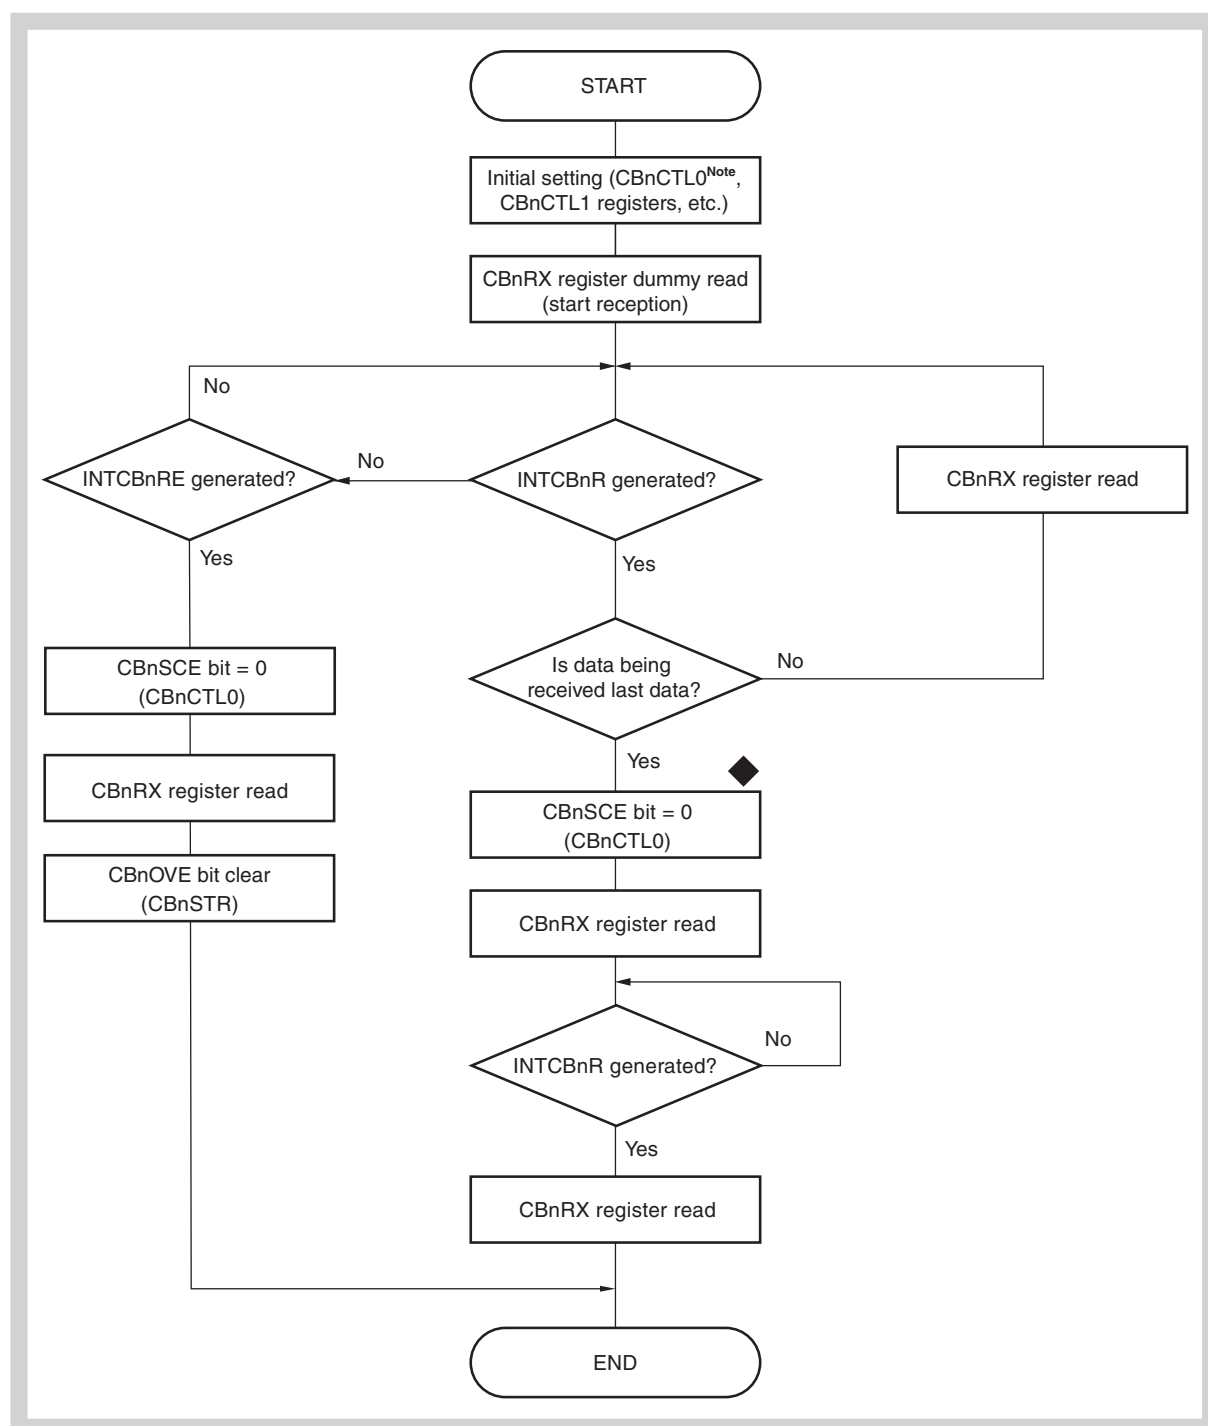 START
Initial setting (CBnCTL0Note,
CBnCTL1 registers, etc.)
CBnRX register dummy read
(start reception)
No
INTCBnRE generated?
No
INTCBnR generated?
CBnRX register read
Yes
Yes
Is data being
received last data?
No
CBnSCE bit = 0
(CBnCTL0)
Yes
CBnRX register read
CBnSCE bit = 0
(CBnCTL0)
CBnOVE bit clear
(CBnSTR)
CBnRX register read
INTCBnR generated?
No
Yes
CBnRX register read
END